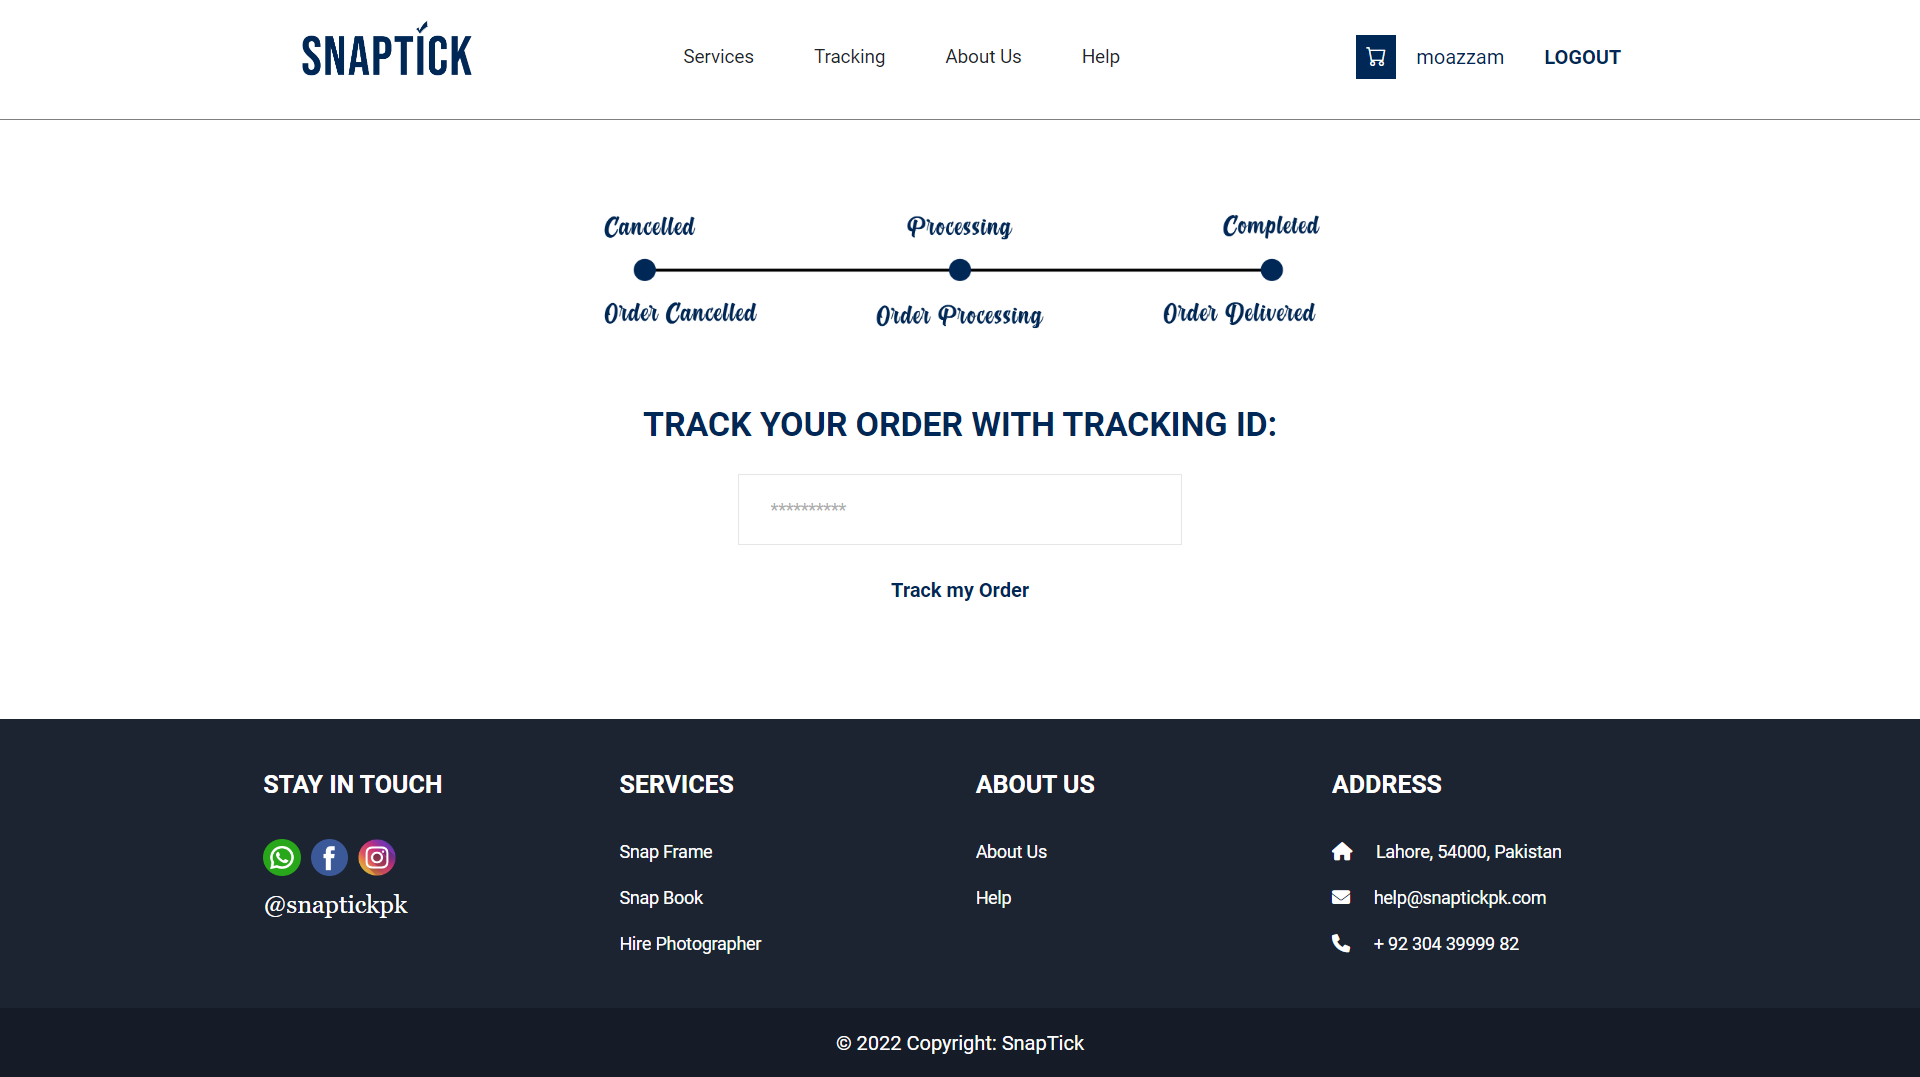 SNAPTICK
Services
Tracking
About Us
Help
moazzam
LOGOUT
Cancelled
Processing
Completed
Order Cancelled
Order Processing
Order Delivered
TRACK YOUR ORDER WITH TRACKING ID:
**********
Track my Order
STAY IN TOUCH
@snaptickpk
SERVICES
Snap Frame
Snap Book
Hire Photographer
ABOUT US
About Us
Help
ADDRESS
Lahore, 54000, Pakistan
help@snaptickpk.com
+ 92 304 39999 82
© 2022 Copyright: SnapTick